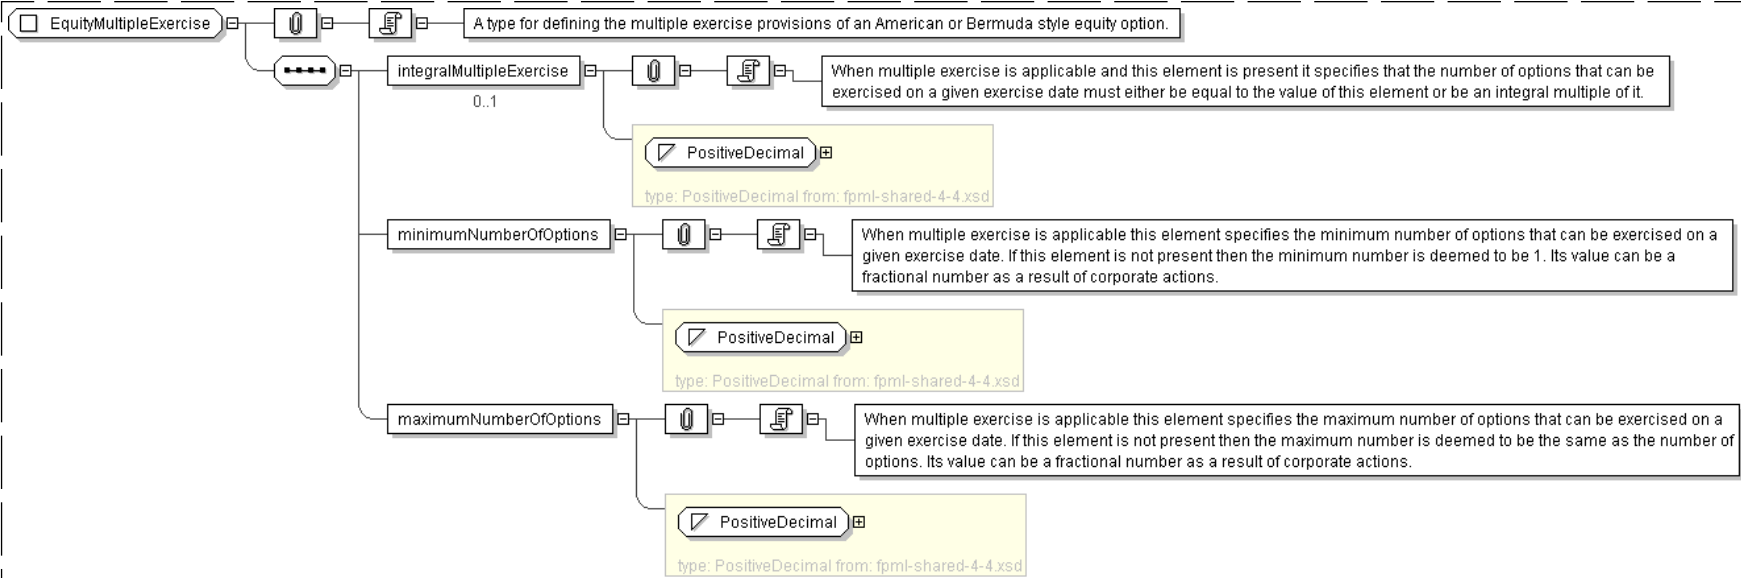 EquityMultipleExercise
A type for defining the multiple exercise provisions of an American or Bermuda style equity option.
integralMultipleExercise
0..1
When multiple exercise is applicable and this element is present it specifies that the number of options that can be
exercised on a given exercise date must either be equal to the value of this element or be an integral multiple of it.
PositiveDecimal
type: PositiveDecimal from: fpml-shared-4-4.xsd
minimumNumberOfOptions
When multiple exercise is applicable this element specifies the minimum number of options that can be exercised on a
given exercise date. If this element is not present then the minimum number is deemed to be 1. Its value can be a
fractional number as a result of corporate actions.
PositiveDecimal
type: PositiveDecimal from: fpml-shared-4-4.xsd
maximumNumberOfOptions
When multiple exercise is applicable this element specifies the maximum number of options that can be exercised on a
given exercise date. If this element is not present then the maximum number is deemed to be the same as the number of
options. Its value can be a fractional number as a result of corporate actions.
PositiveDecimal
type: PositiveDecimal from: fpml-shared-4-4.xsd